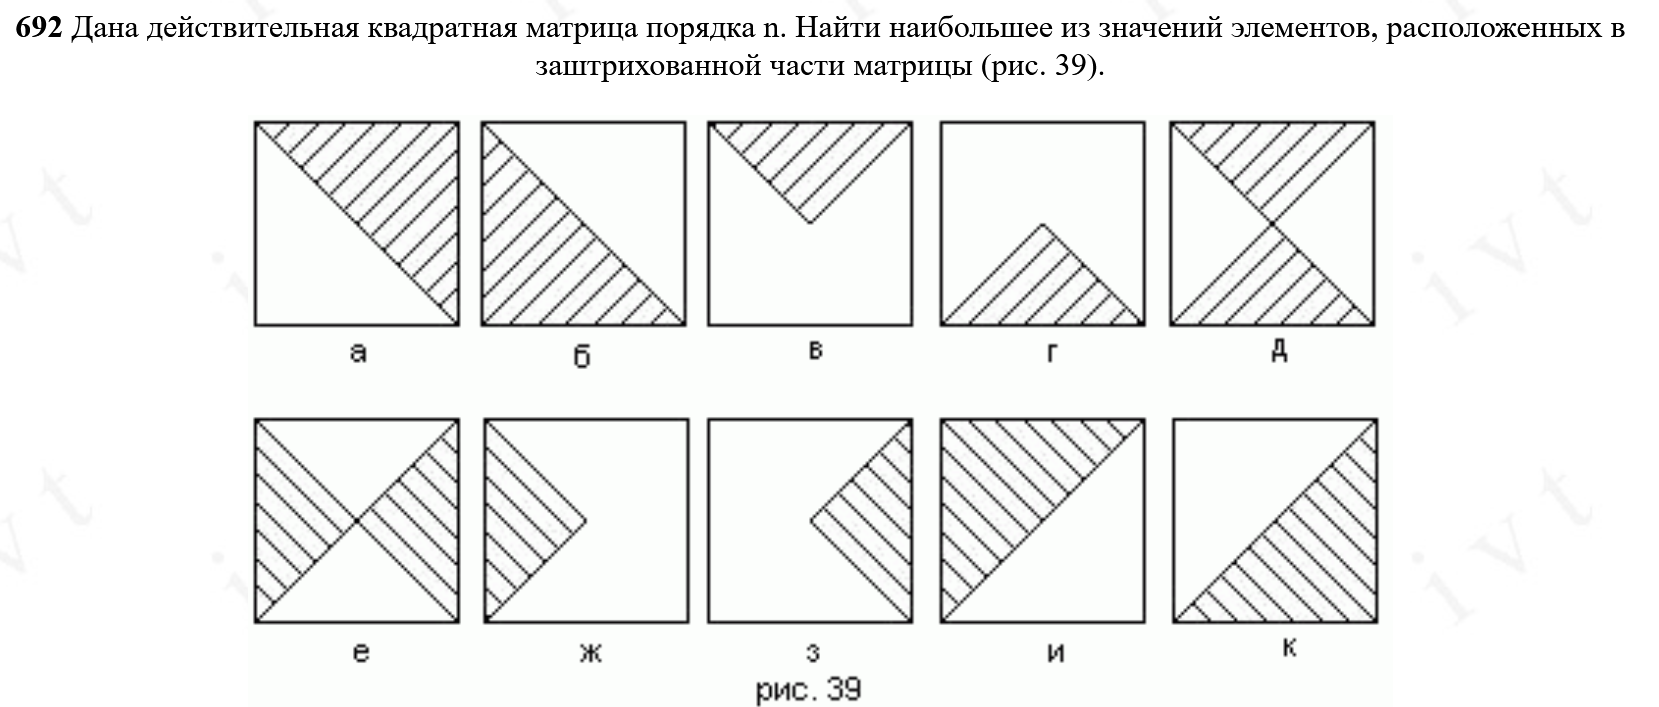 692 Дана действительная квадратная матрица порядка n. Найти наибольшее из значений элементов, расположенных в
заштрихованной части матрицы (рис. 39).
а б в г д
е ж з и к
рис. 39
i v t
i v t
v t
i v t
i v t
v t